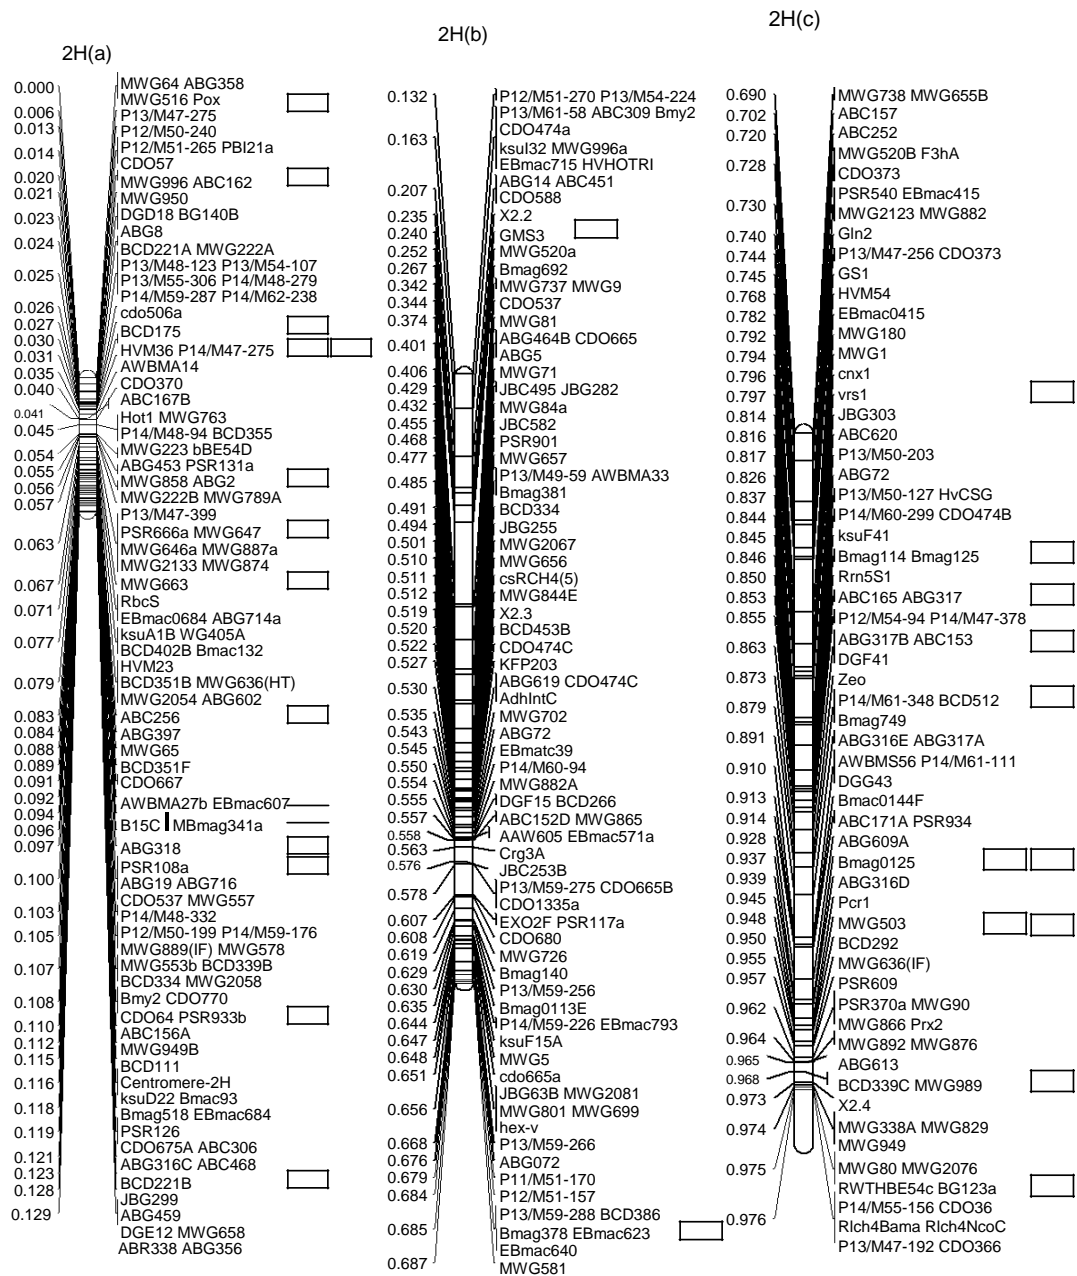 2H(a)
0.000
0.006
0.013
0.014
0.020
0.021
0.023
0.024
0.025
0.026
0.027
0.030
0.031
0.035
0.040
0.041
0.045
0.054
0.055
0.056
0.057
0.063
0.067
0.071
0.077
0.079
0.083
0.084
0.088
0.089
0.091
0.092
0.094
0.096
0.097
0.100
0.103
0.105
0.107
0.108
0.110
0.112
0.115
0.116
0.118
0.119
0.121
0.123
0.128
0.129
MWG64 ABG358
MWG516 Pox
P13/M47-275
P12/M50-240
P12/M51-265 PBI21a
CDO57
MWG996 ABC162
MWG950
DGD18 BG140B
ABG8
BCD221A MWG222A
P13/M48-123 P13/M54-107
P13/M55-306 P14/M48-279
P14/M59-287 P14/M62-238
cdo506a
BCD175
HVM36 P14/M47-275
AWBMA14
CDO370
ABC167B
Hot1 MWG763
P14/M48-94 BCD355
MWG223 bBE54D
ABG453 PSR131a
MWG858 ABG2
MWG222B MWG789A
P13/M47-399
PSR666a MWG647
MWG646a MWG887a
MWG2133 MWG874
MWG663
RbcS
EBmac0684 ABG714a
ksuA1B WG405A
BCD402B Bmac132
HVM23
BCD351B MWG636(HT)
MWG2054 ABG602
ABC256
ABG397
MWG65
BCD351F
CDO667
AWBMA27b EBmac607
B15C MBmag341a
ABG318
PSR108a
ABG19 ABG716
CDO537 MWG557
P14/M48-332
P12/M50-199 P14/M59-176
MWG889(IF) MWG578
MWG553b BCD339B
BCD334 MWG2058
Bmy2 CDO770
CDO64 PSR933b
ABC156A
MWG949B
BCD111
Centromere-2H
ksuD22 Bmac93
Bmag518 EBmac684
PSR126
CDO675A ABC306
ABG316C ABC468
BCD221B
JBG299
ABG459
DGE12 MWG658
ABR338 ABG356
2H(b)
0.132
0.163
0.207
0.235
0.240
0.252
0.267
0.342
0.344
0.374
0.401
0.406
0.429
0.432
0.455
0.468
0.477
0.485
0.491
0.494
0.501
0.510
0.511
0.512
0.519
0.520
0.522
0.527
0.530
0.535
0.543
0.545
0.550
0.554
0.555
0.557
0.558
0.563
0.576
0.578
0.607
0.608
0.619
0.629
0.630
0.635
0.644
0.647
0.648
0.651
0.656
0.668
0.676
0.679
0.684
0.685
0.687
P12/M51-270 P13/M54-224
P13/M61-58 ABC309 Bmy2
CDO474a
ksuI32 MWG996a
EBmac715 HVHOTRI
ABG14 ABC451
CDO588
X2.2
GMS3
MWG520a
Bmag692
MWG737 MWG9
CDO537
MWG81
ABG464B CDO665
ABG5
MWG71
JBC495 JBG282
MWG84a
JBC582
PSR901
MWG657
P13/M49-59 AWBMA33
Bmag381
BCD334
JBG255
MWG2067
MWG656
csRCH4(5)
MWG844E
X2.3
BCD453B
CDO474C
KFP203
ABG619 CDO474C
AdhIntC
MWG702
ABG72
EBmatc39
P14/M60-94
MWG882A
DGF15 BCD266
ABC152D MWG865
AAW605 EBmac571a
Crg3A
JBC253B
P13/M59-275 CDO665B
CDO1335a
EXO2F PSR117a
CDO680
MWG726
Bmag140
P13/M59-256
Bmag0113E
P14/M59-226 EBmac793
ksuF15A
MWG5
cdo665a
JBG63B MWG2081
MWG801 MWG699
hex-v
P13/M59-266
ABG072
P11/M51-170
P12/M51-157
P13/M59-288 BCD386
Bmag378 EBmac623
EBmac640
MWG581
2H(c)
0.690
0.702
0.720
0.728
0.730
0.740
0.744
0.745
0.768
0.782
0.792
0.794
0.796
0.797
0.814
0.816
0.817
0.826
0.837
0.844
0.845
0.846
0.850
0.853
0.855
0.863
0.873
0.879
0.891
0.910
0.913
0.914
0.928
0.937
0.939
0.945
0.948
0.950
0.955
0.957
0.962
0.964
0.965
0.968
0.973
0.974
0.975
0.976
MWG738 MWG655B
ABC157
ABC252
MWG520B F3hA
CDO373
PSR540 EBmac415
MWG2123 MWG882
Gln2
P13/M47-256 CDO373
GS1
HVM54
EBmac0415
MWG180
MWG1
cnx1
vrs1
JBG303
ABC620
P13/M50-203
ABG72
P13/M50-127 HvCSG
P14/M60-299 CDO474B
ksuF41
Bmag114 Bmag125
Rrn5S1
ABC165 ABG317
P12/M54-94 P14/M47-378
ABG317B ABC153
DGF41
Zeo
P14/M61-348 BCD512
Bmag749
ABG316E ABG317A
AWBMS56 P14/M61-111
DGG43
Bmac0144F
ABC171A PSR934
ABG609A
Bmag0125
ABG316D
Pcr1
MWG503
BCD292
MWG636(IF)
PSR609
PSR370a MWG90
MWG866 Prx2
MWG892 MWG876
ABG613
BCD339C MWG989
X2.4
MWG338A MWG829
MWG949
MWG80 MWG2076
RWTHBE54c BG123a
P14/M55-156 CDO36
Rlch4Bama Rlch4NcoC
P13/M47-192 CDO366